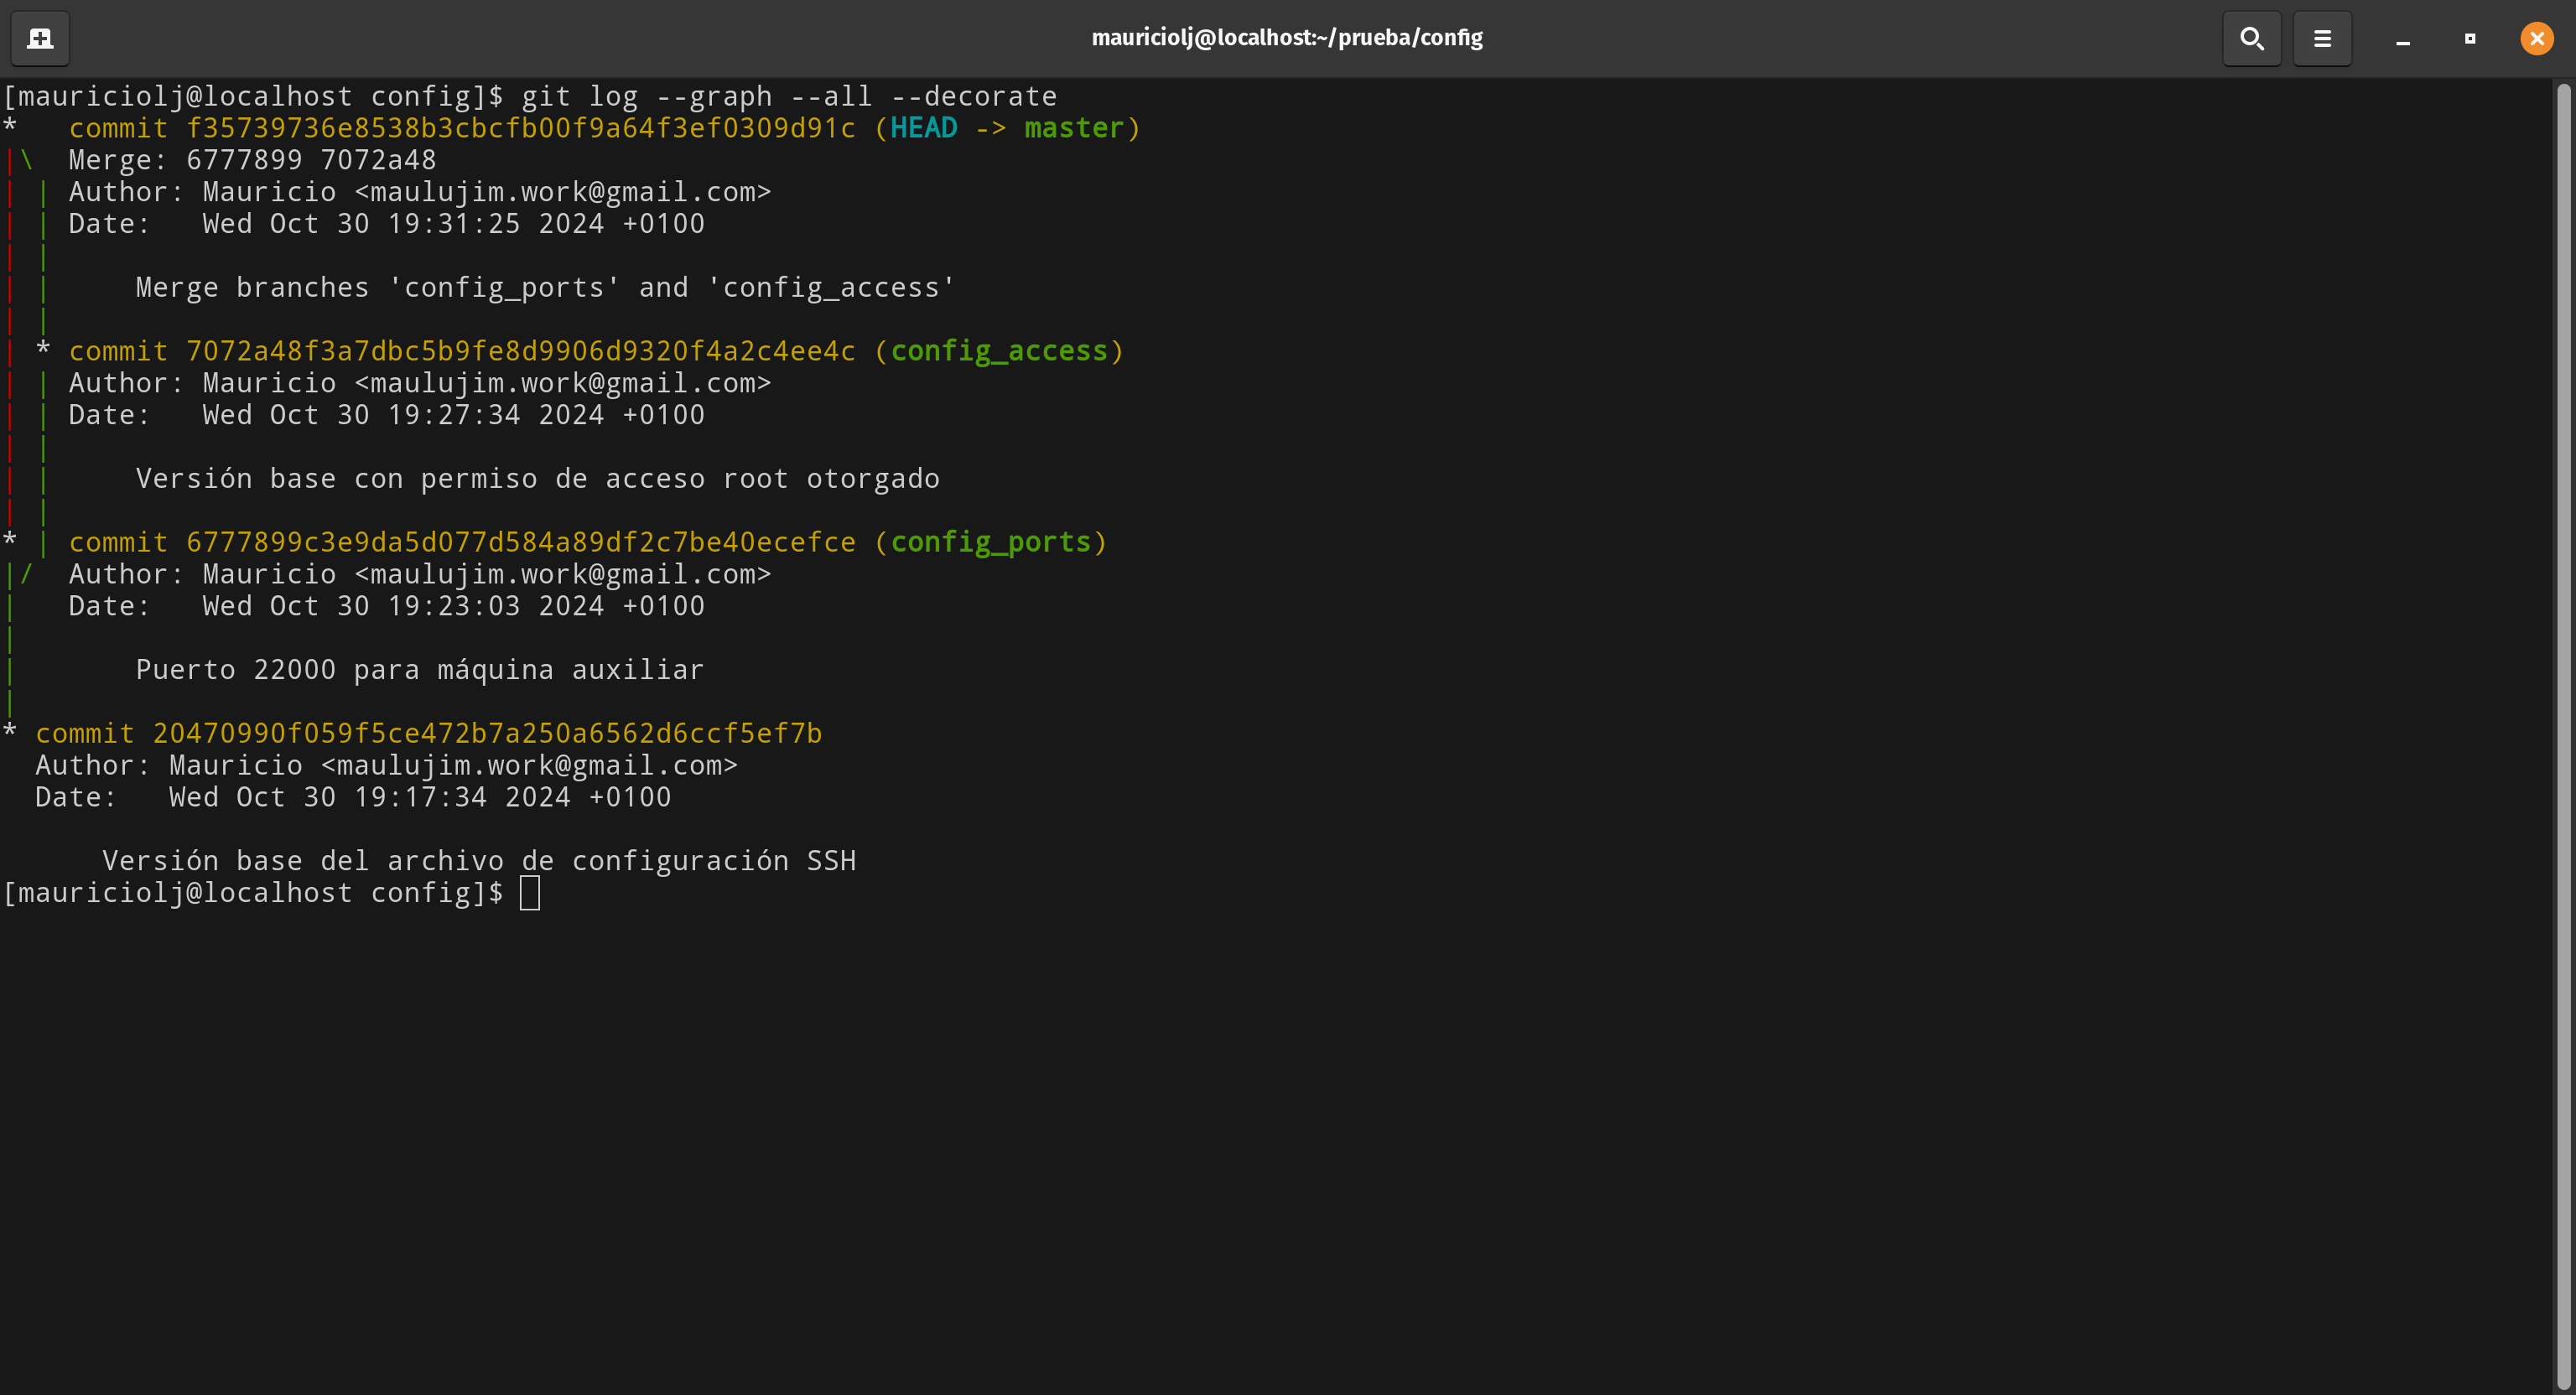 mauriciolj@localhost:~/prueba/config
[mauriciolj@localhost config]$ git log --graph --all --decorate
*   commit f35739736e8538b3cbcfb00f9a64f3ef0309d91c (HEAD -> master)
|\  Merge: 6777899 7072a48
| | Author: Mauricio <maulujim.work@gmail.com>
| | Date:   Wed Oct 30 19:31:25 2024 +0100
| |
| |     Merge branches 'config_ports' and 'config_access'
| |
| * commit 7072a48f3a7dbc5b9fe8d9906d9320f4a2c4ee4c (config_access)
| | Author: Mauricio <maulujim.work@gmail.com>
| | Date:   Wed Oct 30 19:27:34 2024 +0100
| |
| |     Versión base con permiso de acceso root otorgado
| |
* | commit 6777899c3e9da5d077d584a89df2c7be40ecefce (config_ports)
|/  Author: Mauricio <maulujim.work@gmail.com>
|   Date:   Wed Oct 30 19:23:03 2024 +0100
|
|       Puerto 22000 para máquina auxiliar
|
* commit 20470990f059f5ce472b7a250a6562d6ccf5ef7b
  Author: Mauricio <maulujim.work@gmail.com>
  Date:   Wed Oct 30 19:17:34 2024 +0100

      Versión base del archivo de configuración SSH
[mauriciolj@localhost config]$